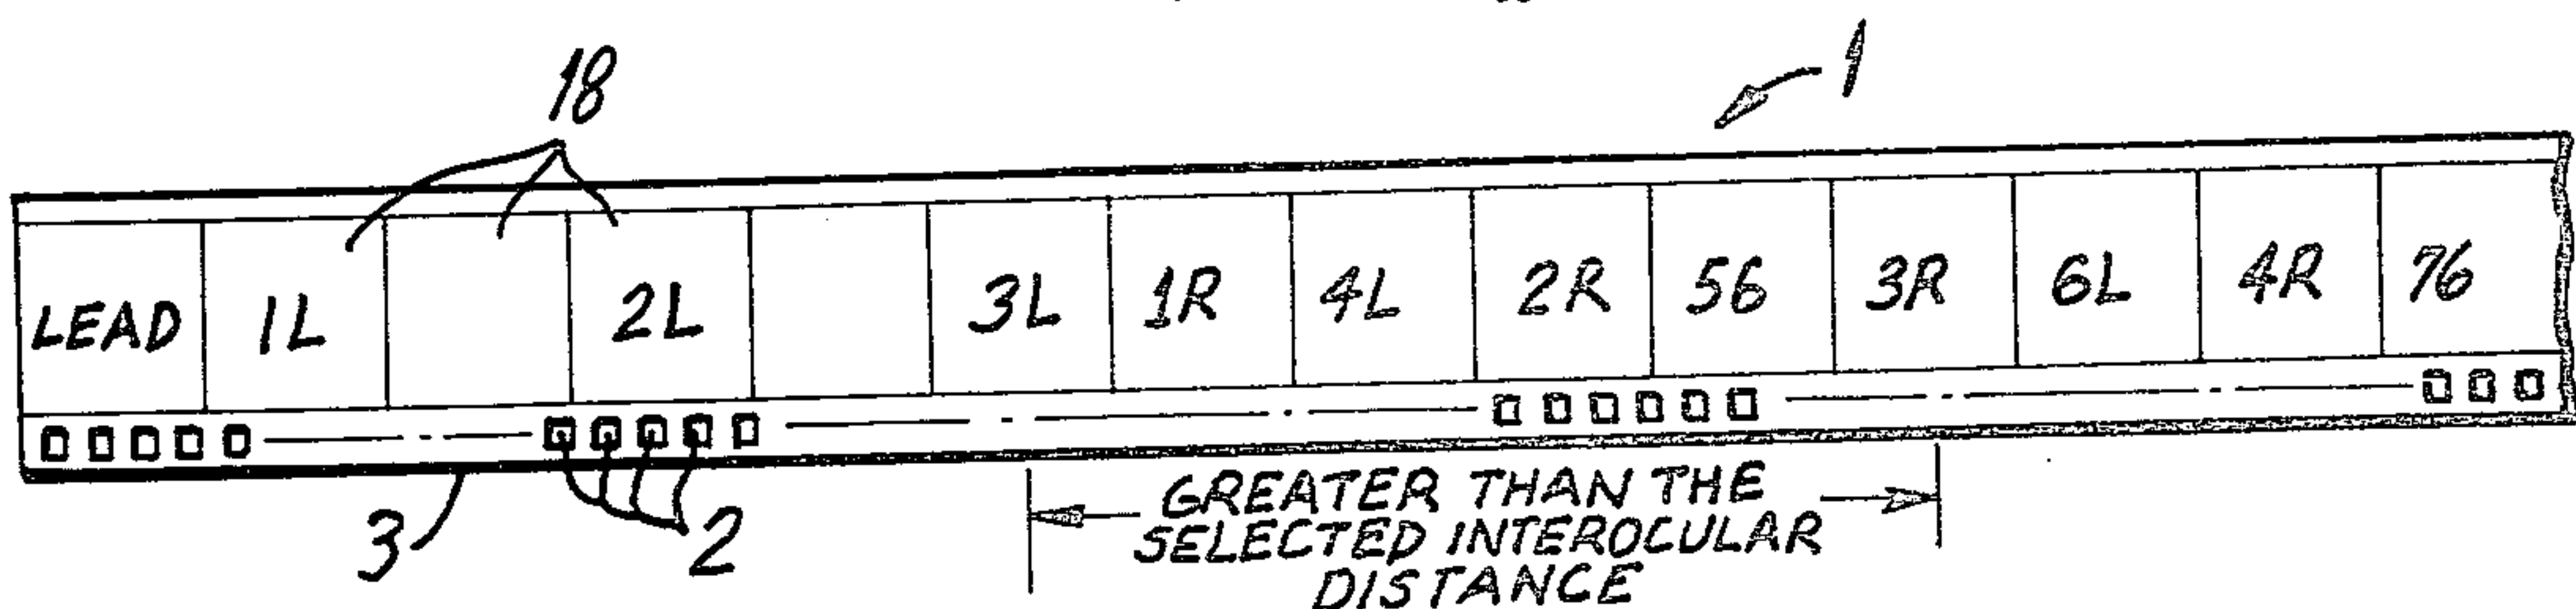 18
1
LEAD 1L 2L 3L 1R 4L 2R 56 3R 6L 4R 76
3
2
GREATER THAN THE
SELECTED INTEROCULAR
DISTANCE